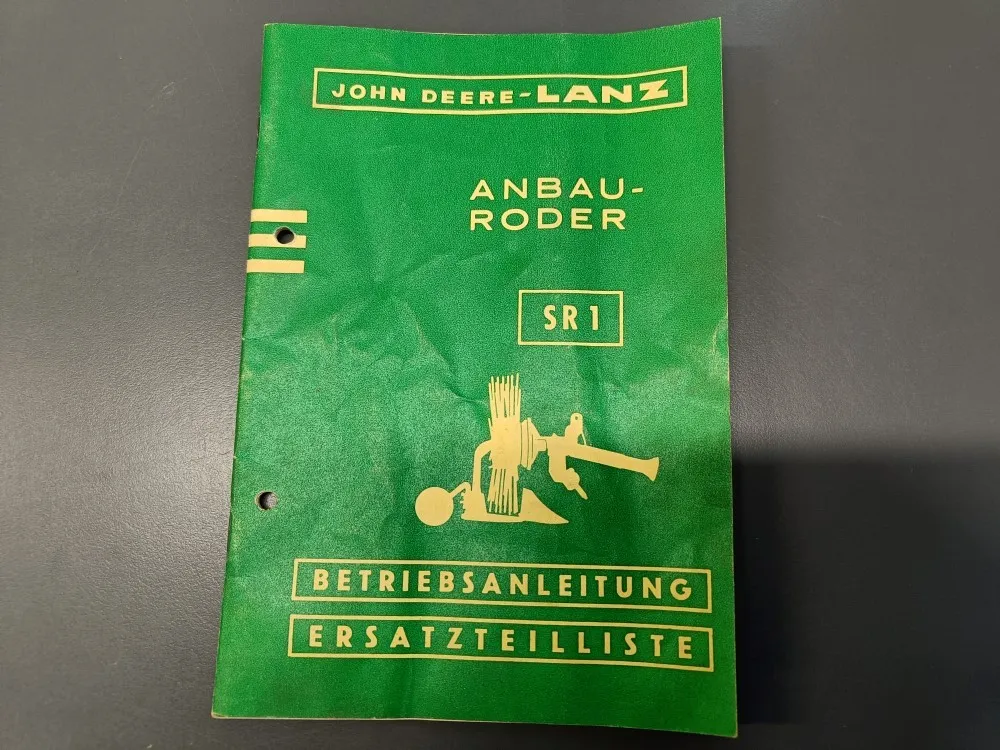 JOHN DEERE-LANZ
ANBAU-
RODER
SR 1
BETRIEBSANLEITUNG
ERSATZTEILLISTE